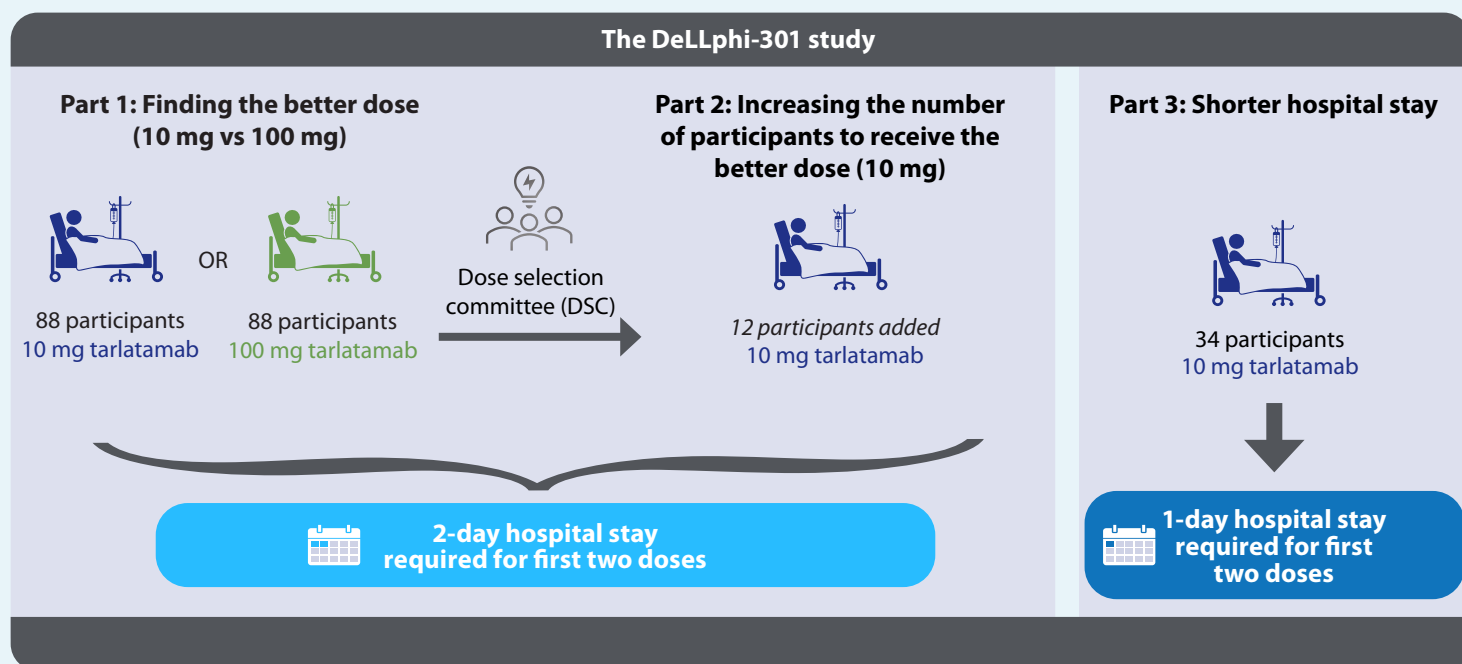 The DeLLphi-301 study
Part 1: Finding the better dose
(10 mg vs 100 mg)
88 participants
10 mg tarlatamab
OR
88 participants
100 mg tarlatamab
Dose selection
committee (DSC)
Part 2: Increasing the number
of participants to receive the
better dose (10 mg)
12 participants added
10 mg tarlatamab
2-day hospital stay
required for first two doses
Part 3: Shorter hospital stay
34 participants
10 mg tarlatamab
1-day hospital stay
required for first
two doses